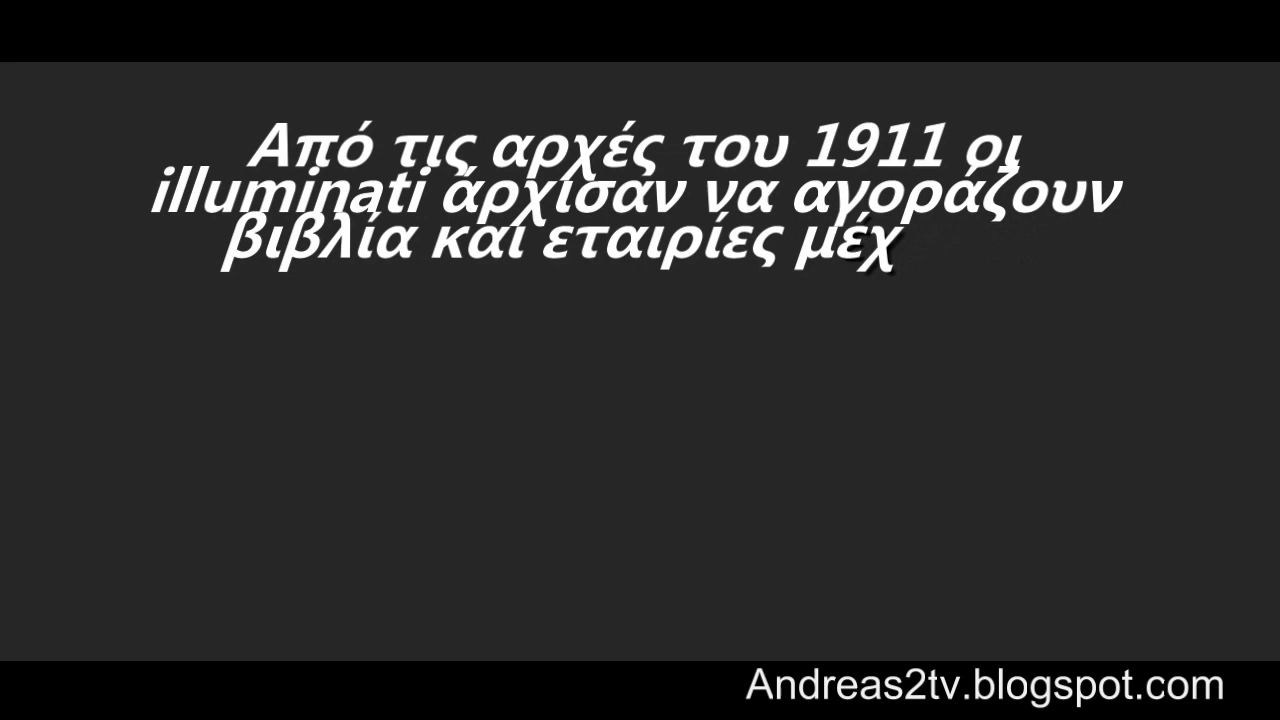 Από τις αρχές του 1911 οι
illuminati άρχισαν να αγοράζουν
βιβλία και εταιρίες μέχ
Andreas2tv.blogspot.com